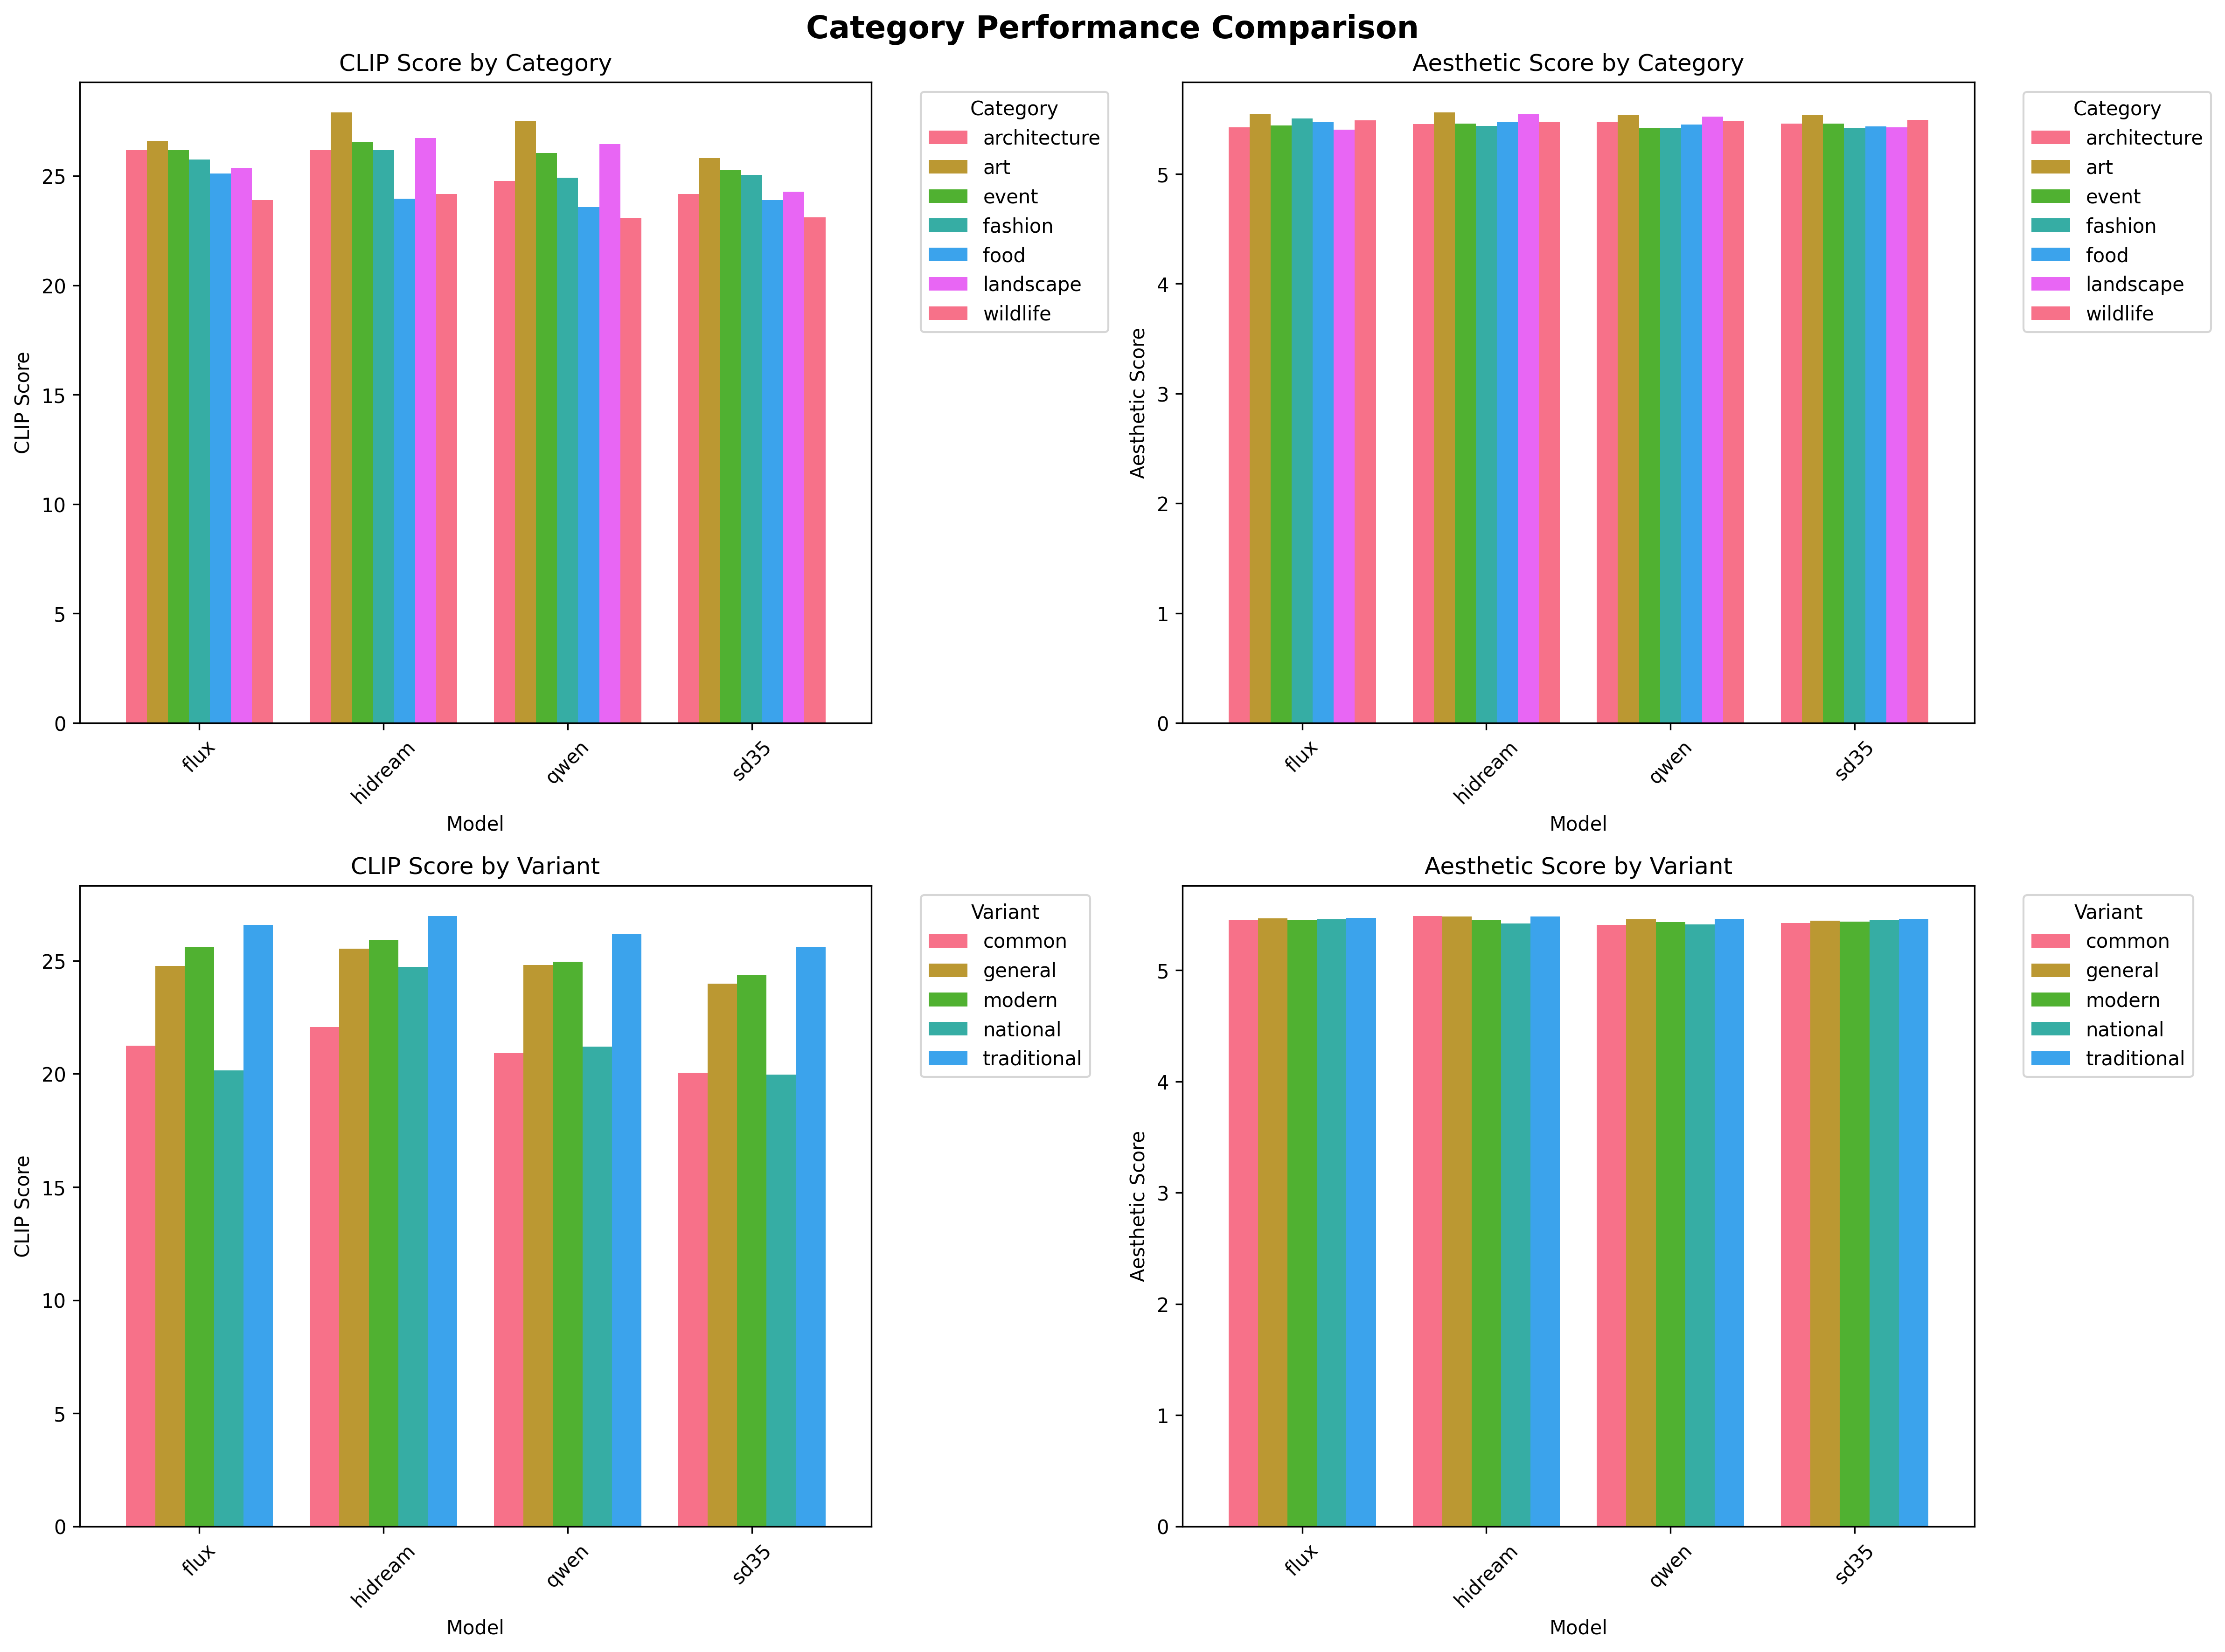 Category Performance Comparison
CLIP Score by Category
CLIP Score
25
20
15
10
5
0
flux
hidream
qwen
sd35
Model
Category
architecture
art
event
fashion
food
landscape
wildlife
Aesthetic Score by Category
Aesthetic Score
5
4
3
2
1
0
flux
hidream
qwen
sd35
Model
Category
architecture
art
event
fashion
food
landscape
wildlife
CLIP Score by Variant
CLIP Score
25
20
15
10
5
0
flux
hidream
qwen
sd35
Model
Variant
common
general
modern
national
traditional
Aesthetic Score by Variant
Aesthetic Score
5
4
3
2
1
0
flux
hidream
qwen
sd35
Model
Variant
common
general
modern
national
traditional